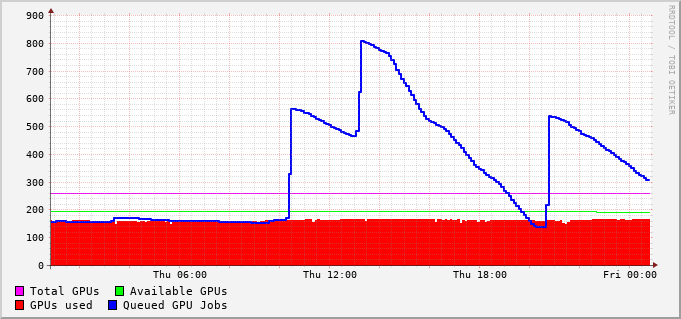 900
800
700
600
500
400
300
200
100
0
Thu 06:00 Thu 12:00 Thu 18:00 Fri 00:00
Total GPUs Available GPUs
GPUs used Queued GPU Jobs
RRDTOOL / TOBI OETIKER